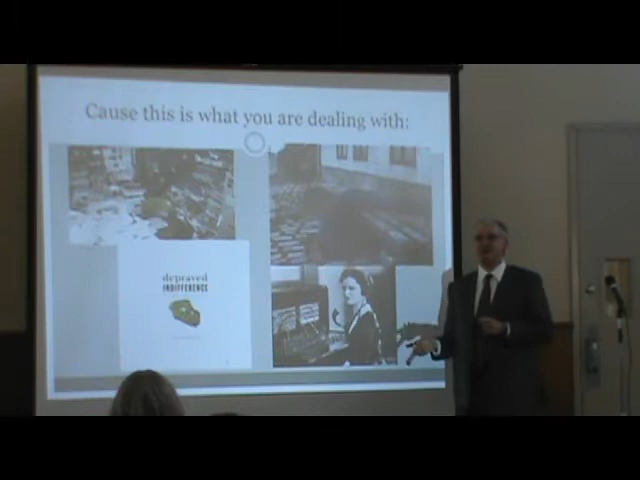 Cause this is what you are dealing with:
depraved
INDIFFERENCE